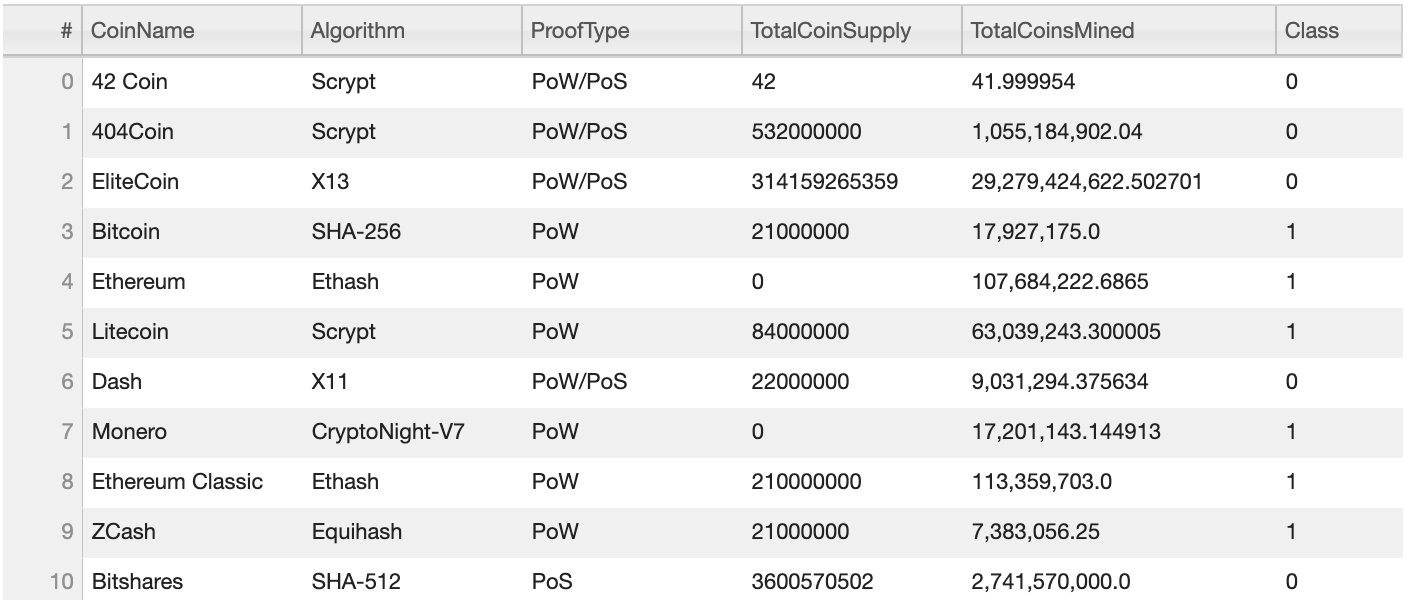 # CoinName Algorithm ProofType TotalCoinSupply TotalCoinsMined Class
0 42 Coin Scrypt PoW/PoS 42 41.999954 0
1 404Coin Scrypt PoW/PoS 532000000 1,055,184,902.04 0
2 EliteCoin X13 PoW/PoS 314159265359 29,279,424,622.502701 0
3 Bitcoin SHA-256 PoW 21000000 17,927,175.0 1
4 Ethereum Ethash PoW 0 107,684,222.6865 1
5 Litecoin Scrypt PoW 84000000 63,039,243.300005 1
6 Dash X11 PoW/PoS 22000000 9,031,294.375634 0
7 Monero CryptoNight-V7 PoW 0 17,201,143.144913 1
8 Ethereum Classic Ethash PoW 210000000 113,359,703.0 1
9 ZCash Equihash PoW 21000000 7,383,056.25 1
10 Bitshares SHA-512 PoS 3600570502 2,741,570,000.0 0